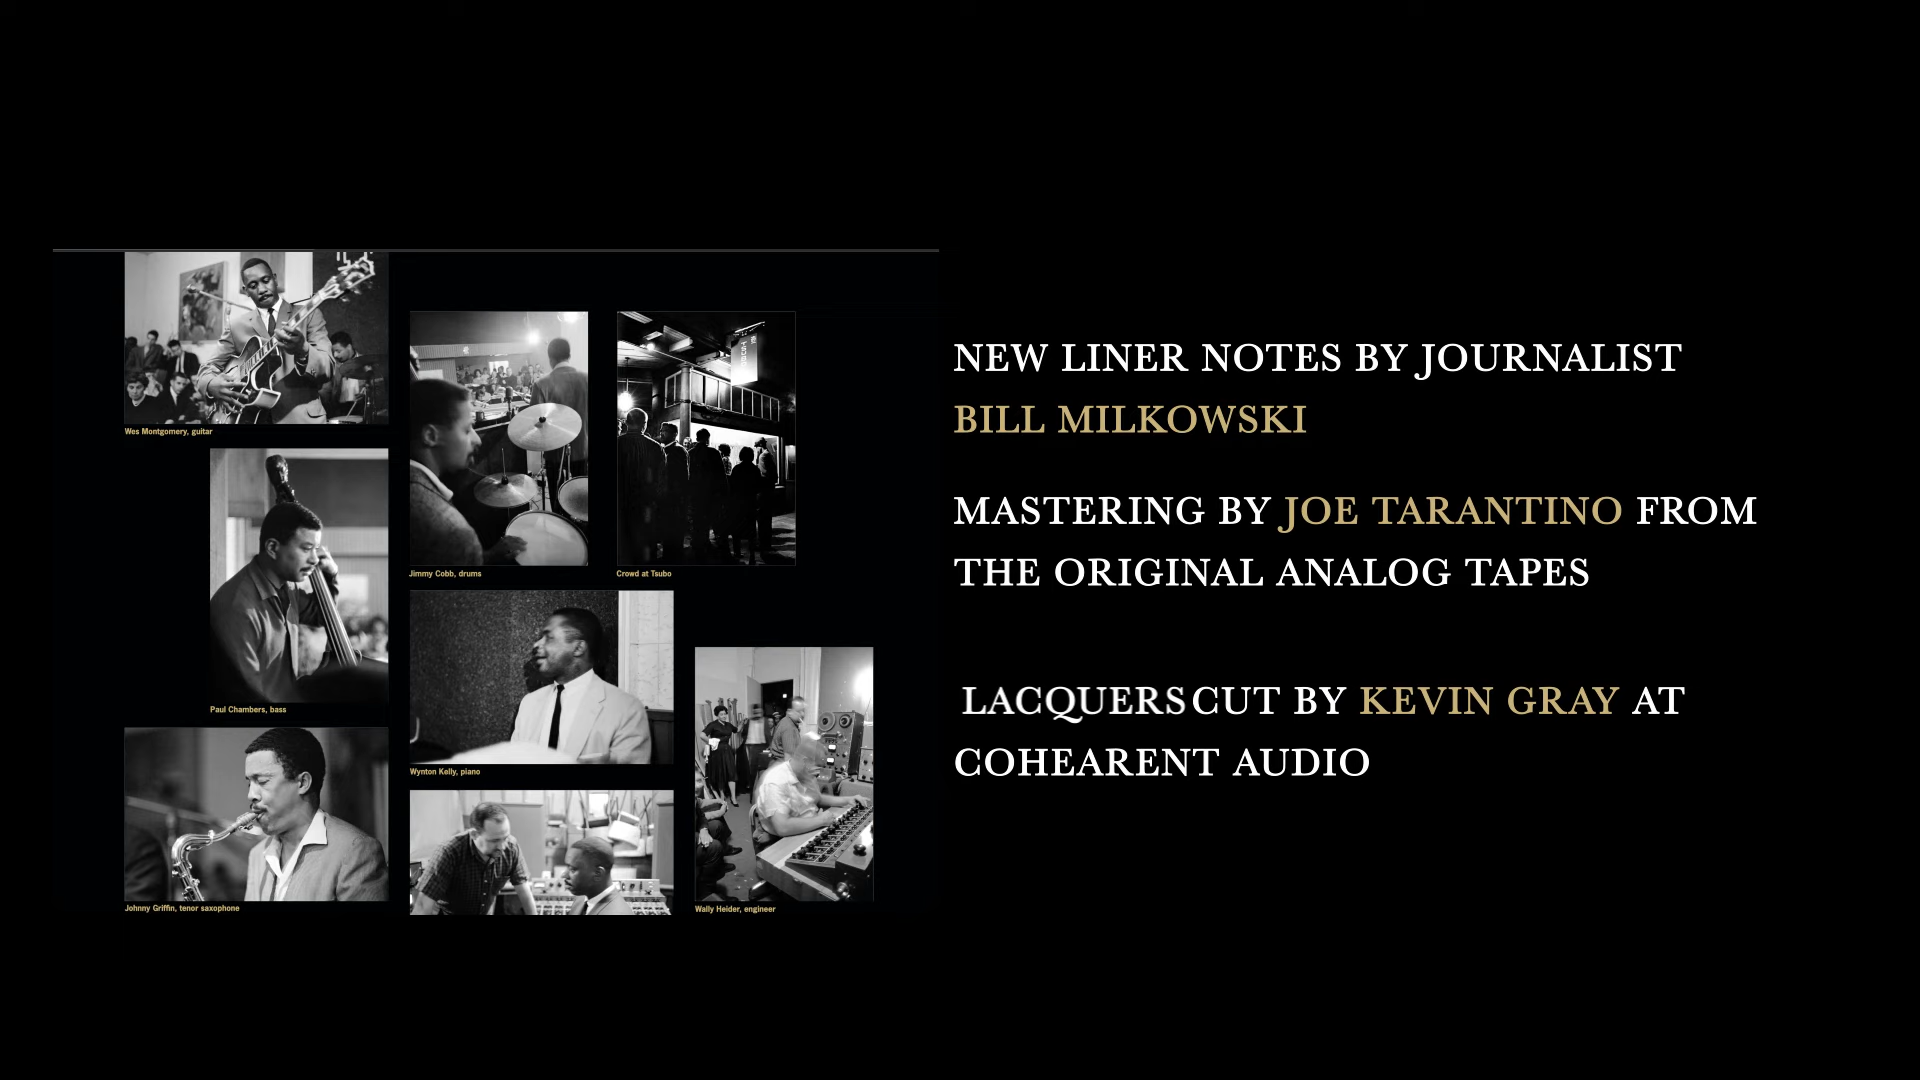 Wes Montgomery, guitar
Jimmy Cobb, drums
Crowd at Tsubo
Paul Chambers, bass
Wynton Kelly, piano
Johnny Griffin, tenor saxophone
Wally Heider, engineer
NEW LINER NOTES BY JOURNALIST
BILL MILKOWSKI
MASTERING BY JOE TARANTINO FROM
THE ORIGINAL ANALOG TAPES
LACQUERS CUT BY KEVIN GRAY AT
COHEARENT AUDIO